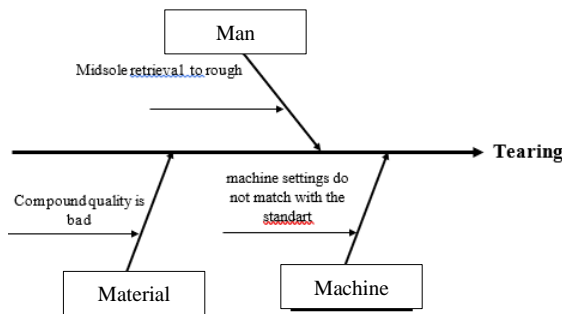 Man
Midsole retrieval to rough
Tearing
machine settings do
not match with the
standart
Compound quality is
bad
Material
Machine